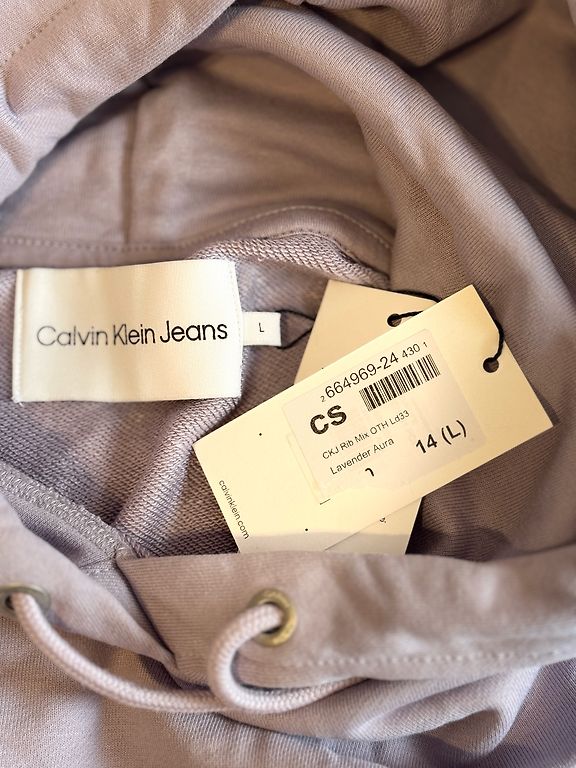 Calvin Klein Jeans
L
2 664969-24 430 1
CS
CKJ Rib Mix OTH Ld33
Lavender Aura
14 (L)
calvinklein.com